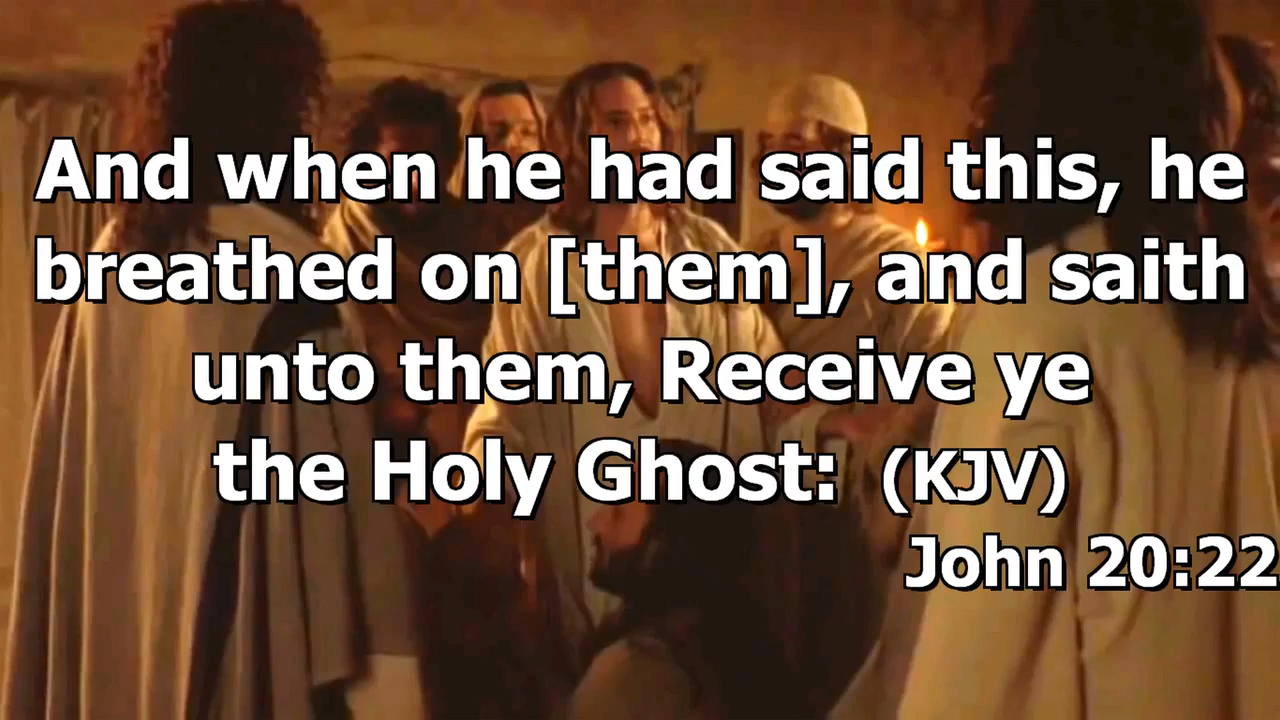 And when he had said this, he
breathed on [them], and saith
unto them, Receive ye
the Holy Ghost: (KJV)
John 20:22